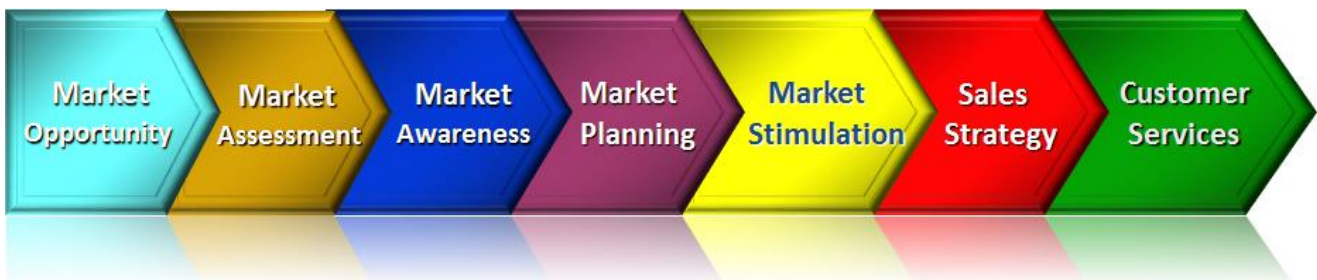 Market
Opportunity
Market
Assessment
Market
Awareness
Market
Planning
Market
Stimulation
Sales
Strategy
Customer
Services